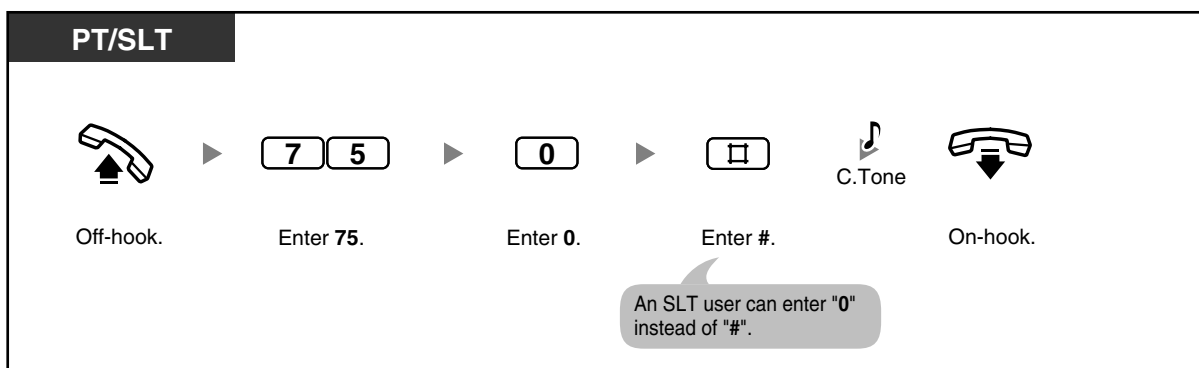 PT/SLT
7 5 0 #
C.Tone
Off-hook. Enter 75. Enter 0. Enter #. On-hook.
An SLT user can enter "0"
instead of "#".